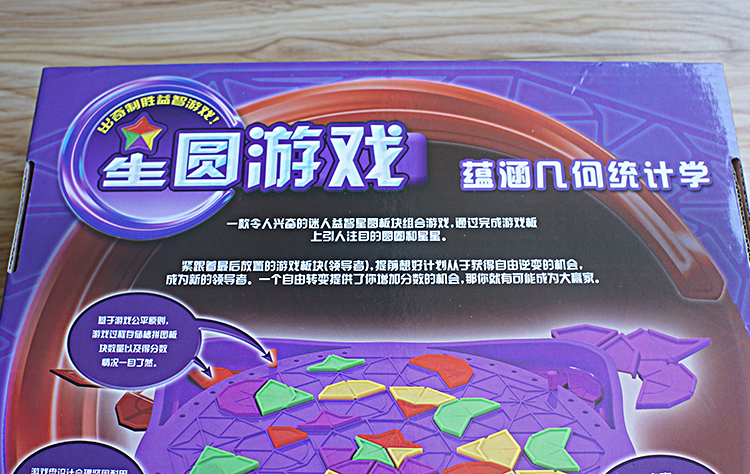 出奇制胜益智游戏！
星圆游戏
蕴涵几何统计学
一款令人兴奋的迷人益智星圆板块组合游戏，通过完成游戏板
上引人注目的圆圈和星星。
紧跟着最后放置的游戏板块(领导者)，提前想好计划从于获得自由逆变的机会，
成为新的领导者。一个自由转变提供了你增加分数的机会，那你就有可能成为大赢家。
基于游戏公平原则，
游戏过程存储槽拼图板
块数量以及得分数
情况一目了然。